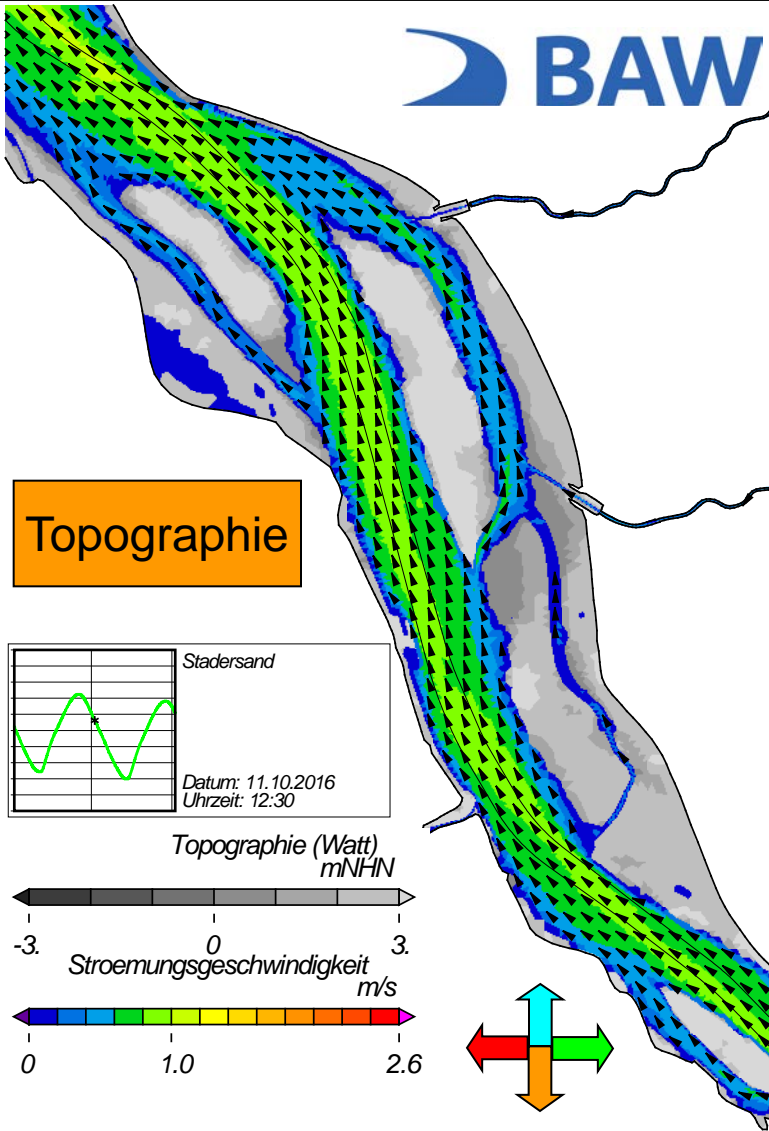 BAW
Topographie
Stadersand
Datum: 11.10.2016
Uhrzeit: 12:30
Topographie (Watt)
mNHN
-3. 0 3.
Stroemungsgeschwindigkeit
m/s
0 1.0 2.6